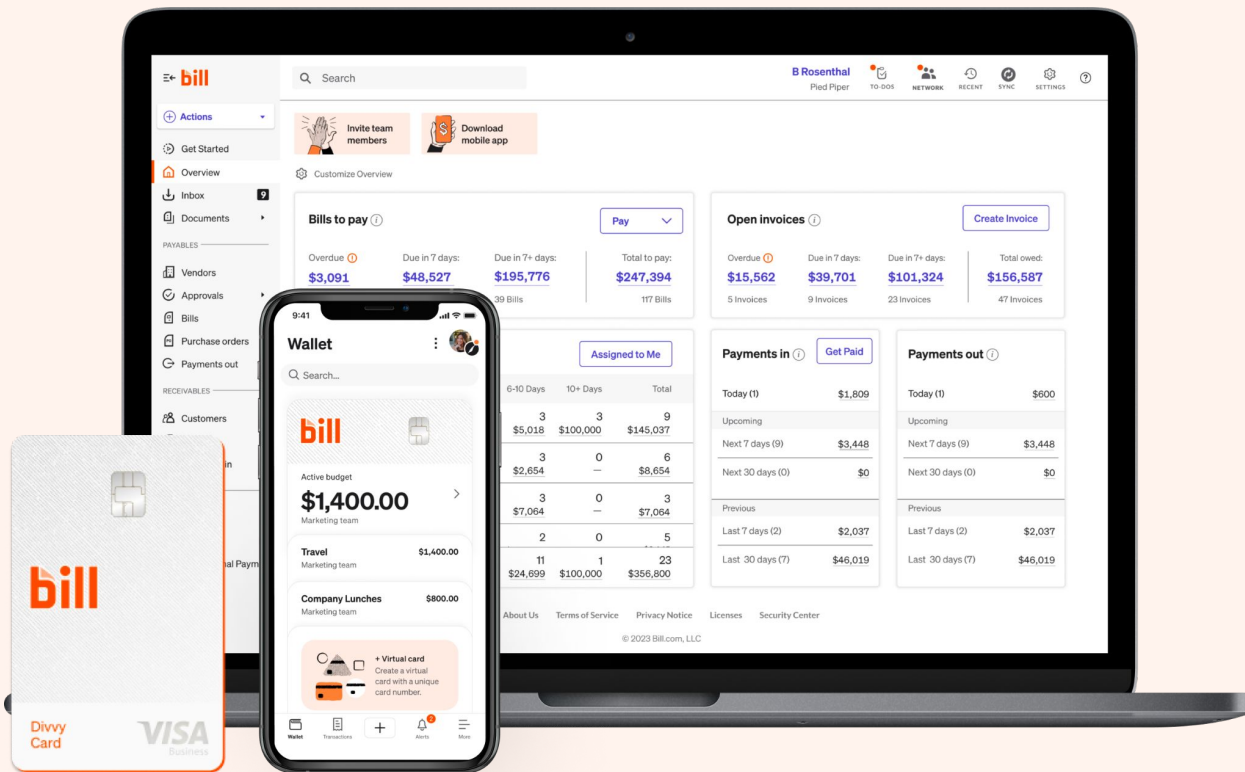 bill
Search
B Rosenthal
Pied Piper
TO-DOS
NETWORK
RECENT
SYNC
SETTINGS
Actions
Get Started
Overview
Inbox 9
Documents
PAYABLES
Vendors
Approvals
Bills
Purchase orders
Payments out
RECEIVABLES
Customers
in
al Paym
Invite team
members
Download
mobile app
Customize Overview
Bills to pay
Pay
Overdue Due in 7 days: Due in 7+ days: Total to pay:
$3,091 $48,527 $195,776 $247,394
39 Bills 117 Bills
Open invoices
Create Invoice
Overdue Due in 7 days: Due in 7+ days: Total owed:
$15,562 $39,701 $101,324 $156,587
5 Invoices 9 Invoices 23 Invoices 47 Invoices
Assigned to Me
6-10 Days 10+ Days Total
3 3 9
$5,018 $100,000 $145,037
3 0 6
$2,654 — $8,654
3 0 3
$7,064 — $7,064
2 0 5
11 1 23
$24,699 $100,000 $356,800
Payments in
Get Paid
Today (1) $1,809
Upcoming
Next 7 days (9) $3,448
Next 30 days (0) $0
Previous
Last 7 days (2) $2,037
Last 30 days (7) $46,019
Payments out
Today (1) $600
Upcoming
Next 7 days (9) $3,448
Next 30 days (0) $0
Previous
Last 7 days (2) $2,037
Last 30 days (7) $46,019
About Us Terms of Service Privacy Notice Licenses Security Center
© 2023 Bill.com, LLC
9:41
Wallet
Search...
bill
Active budget
$1,400.00
Marketing team
Travel $1,400.00
Marketing team
Company Lunches $800.00
Marketing team
+ Virtual card
Create a virtual
card with a unique
card number.
Wallet
Transactions
+
2
Alerts
More
bill
Divvy
Card
VISA
Business